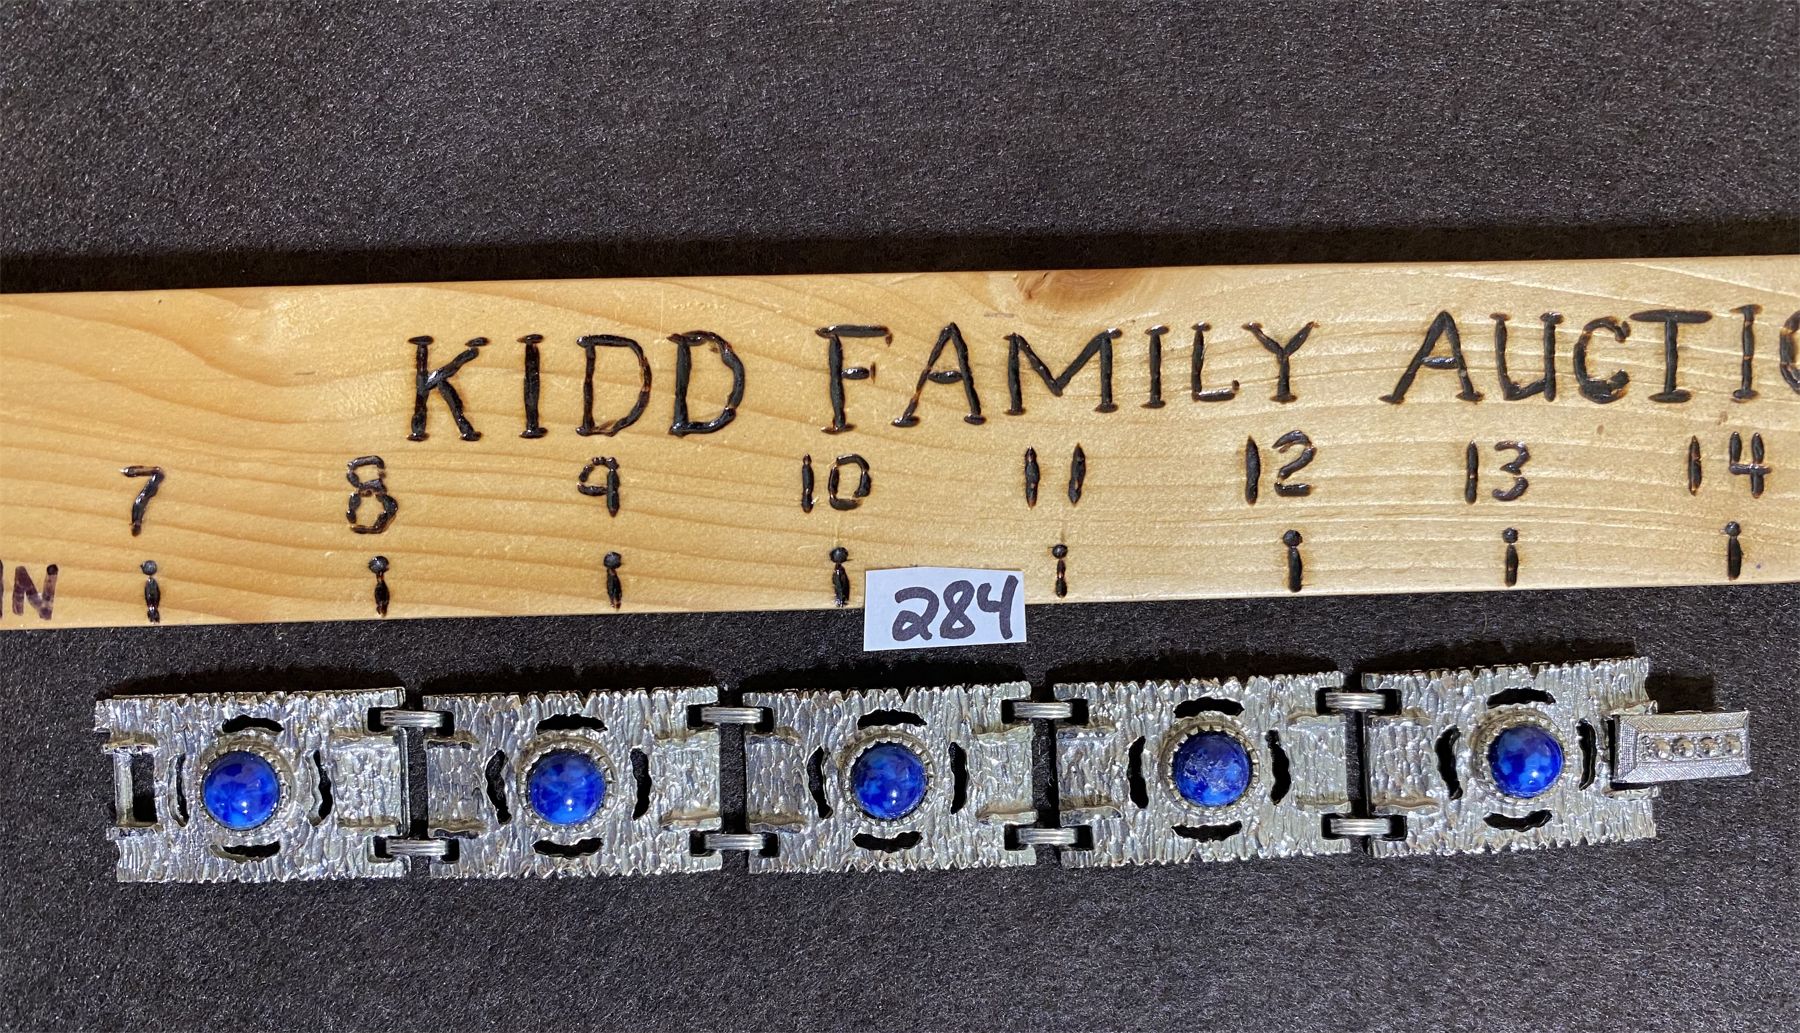 KIDD FAMILY AUCTIO
7 8 9 10 11 12 13 14
IN
284